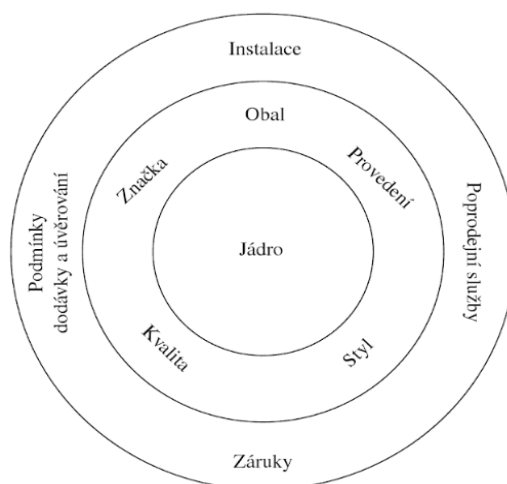 Instalace
Obal
Značka
Provedení
Podmínky
dodávky a úvěrování
Jádro
Poprodejní služby
Kvalita
Styl
Záruky